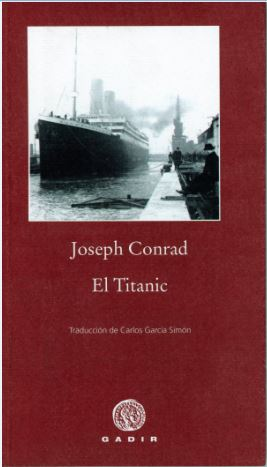 Joseph Conrad
El Titanic
Traducción de Carlos García Simón
GADIR